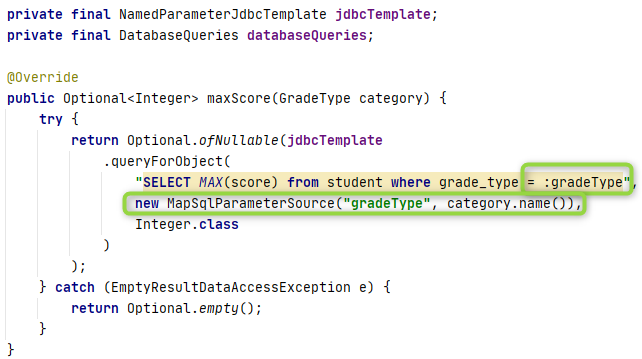 private final NamedParameterJdbcTemplate jdbcTemplate;
private final DatabaseQueries databaseQueries;
@Override
public Optional<Integer> maxScore(GradeType category) {
try {
return Optional.ofNullable(jdbcTemplate
.queryForObject(
"SELECT MAX(score) from student where grade_type = :gradeType",
new MapSqlParameterSource("gradeType", category.name()),
Integer.class
)
);
} catch (EmptyResultDataAccessException e) {
return Optional.empty();
}
}